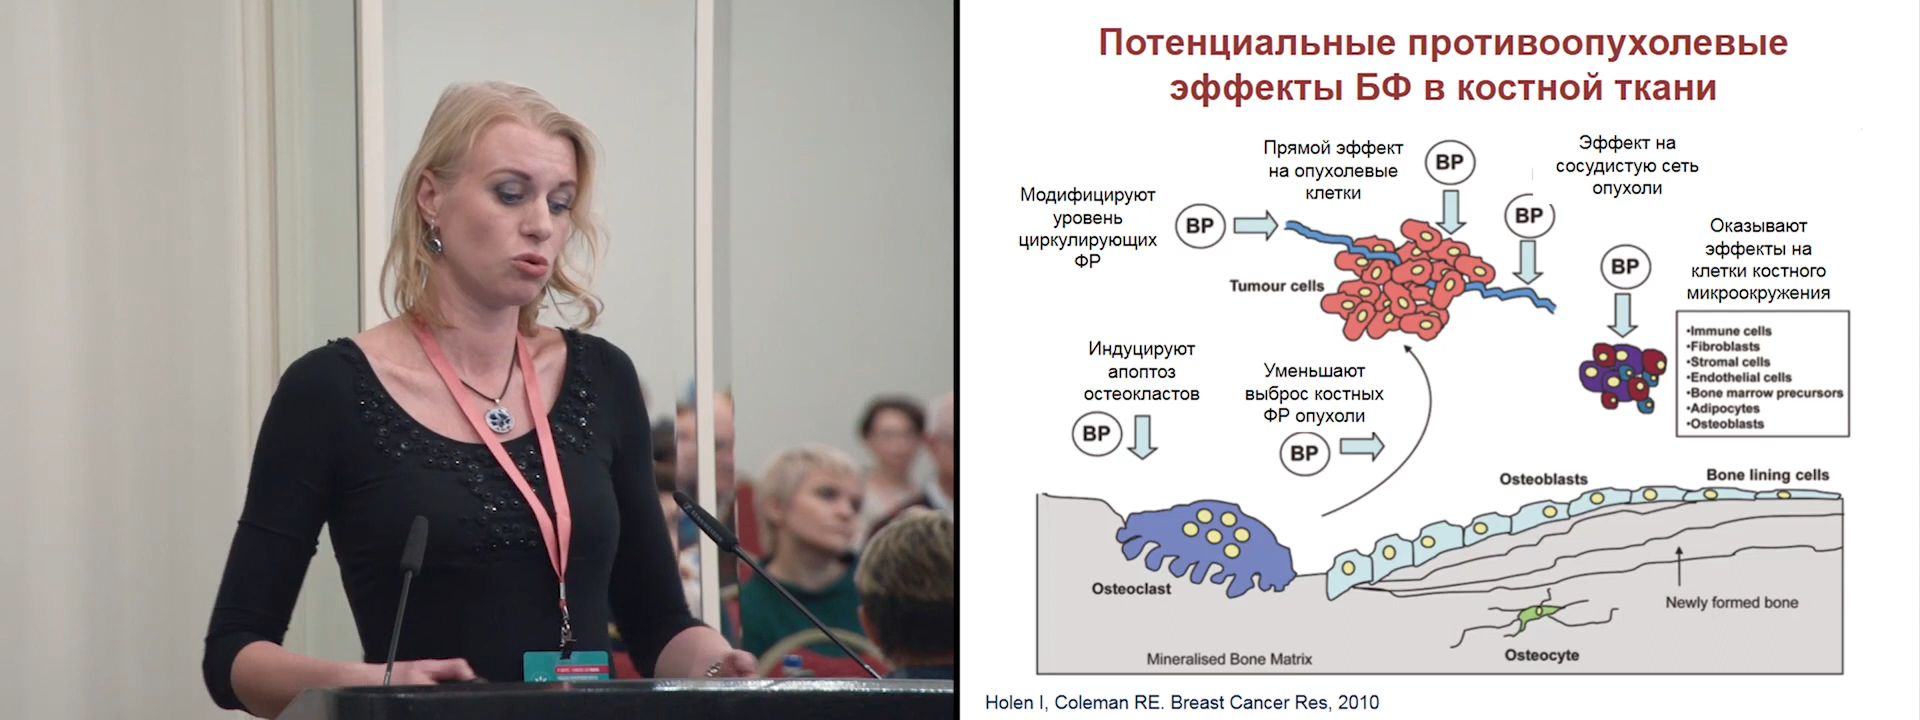 Потенциальные противоопухолевые
эффекты БФ в костной ткани
Модифицируют
уровень
циркулирующих
ФР
BP
Прямой эффект
на опухолевые
клетки
BP
Эффект на
сосудистую сеть
опухоли
BP
Оказывают
эффекты на
клетки костного
микроокружения
BP
Tumour cells
•Immune cells
•Fibroblasts
•Stromal cells
•Endothelial cells
•Bone marrow precursors
•Adipocytes
•Osteoblasts
Индуцируют
апоптоз
остеокластов
BP
Уменьшают
выброс костных
ФР опухоли
BP
Osteoblasts
Bone lining cells
Osteoclast
Newly formed bone
Osteocyte
Mineralised Bone Matrix
Holen I, Coleman RE. Breast Cancer Res, 2010